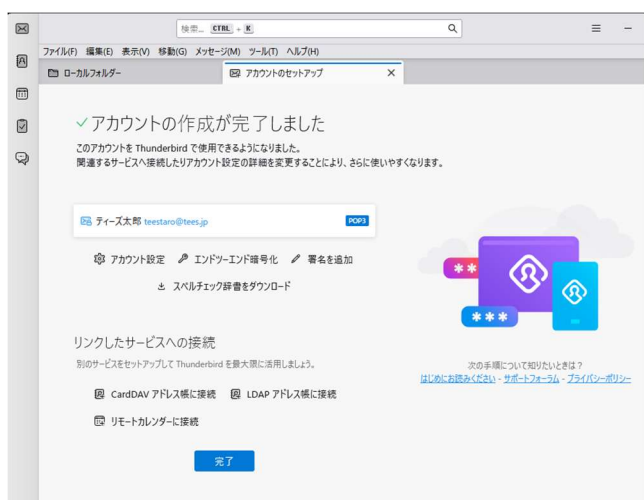 検索... CTRL + K
ファイル(F) 編集(E) 表示(V) 移動(G) メッセージ(M) ツール(T) ヘルプ(H)
ローカルフォルダー アカウントのセットアップ
アカウントの作成が完了しました
このアカウントを Thunderbird で使用できるようになりました。
関連するサービスへ接続したりアカウント設定の詳細を変更することにより、さらに使いやすくなります。
ティーズ太郎 teestaro@tees.jp POP3
アカウント設定 エンドツーエンド暗号化 署名を追加
スペルチェック辞書をダウンロード
リンクしたサービスへの接続
別のサービスをセットアップして Thunderbird を最大限に活用しましょう。
CardDAV アドレス帳に接続 LDAP アドレス帳に接続
リモートカレンダーに接続
完了
次の手順について知りたいときは?
はじめにお読みください - サポートフォーラム - プライバシーポリシー